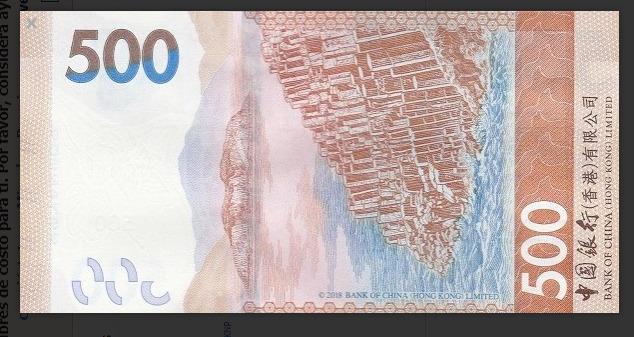 500
© 2018 BANK OF CHINA (HONG KONG) LIMITED
500
中國銀行(香港)有限公司
BANK OF CHINA (HONG KONG) LIMITED
bres de costo para ti. Por favor, considera ay